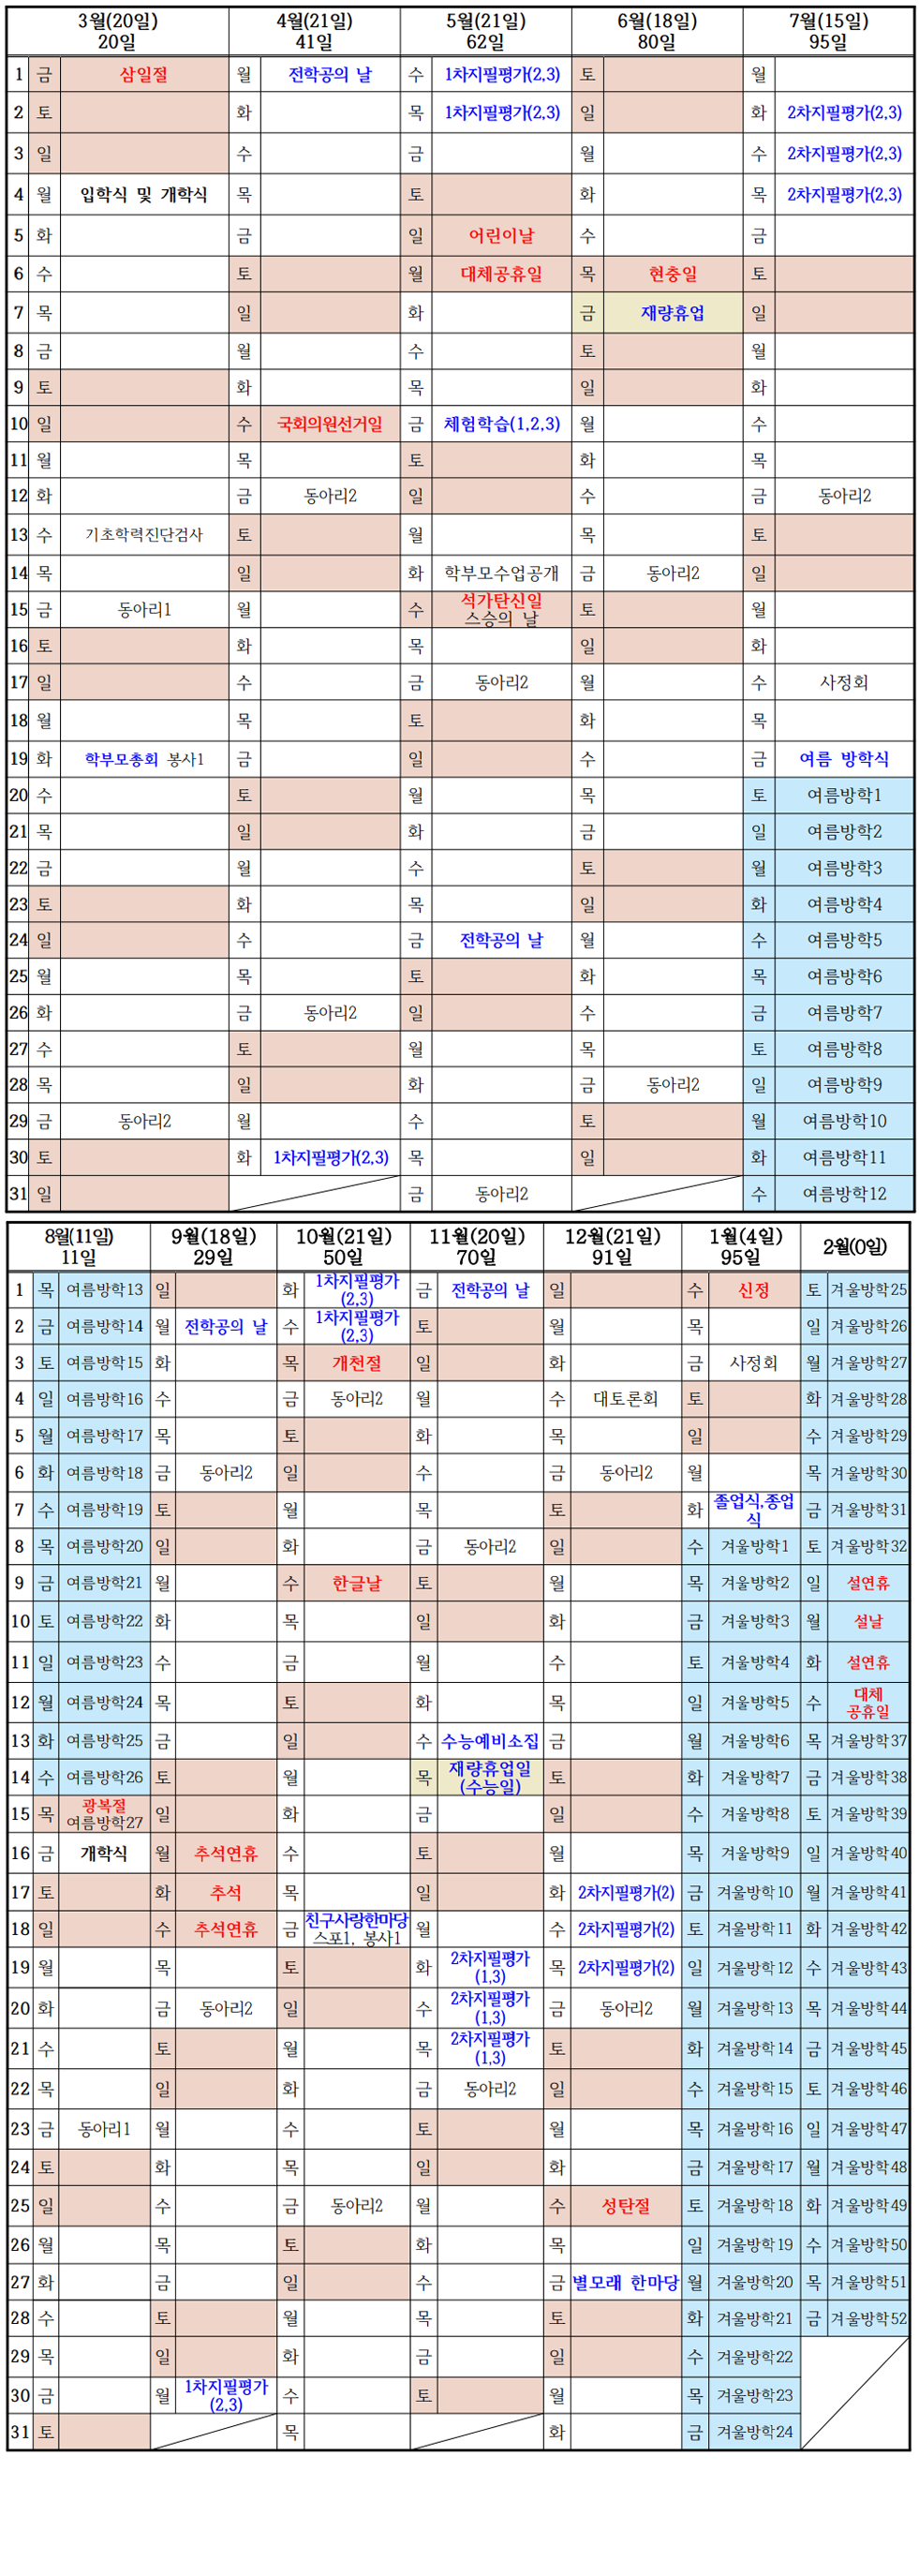 3월(20일) 4월(21일) 5월(21일) 6월(18일) 7월(15일)
20일 41일 62일 80일 95일
1 금 삼일절 월 전학공의 날 수 1차지필평가(2,3) 토 월
2 토 화 목 1차지필평가(2,3) 일 화 2차지필평가(2,3)
3 일 수 금 월 수 2차지필평가(2,3)
4 월 입학식 및 개학식 목 토 화 목 2차지필평가(2,3)
5 화 금 일 어린이날 수 금
6 수 토 월 대체공휴일 목 현충일 토
7 목 일 화 금 재량휴업 일
8 금 월 수 토 월
9 토 화 목 일 화
10 일 수 국회의원선거일 금 체험학습(1,2,3) 월 수
11 월 목 토 화 목
12 화 금 동아리2 일 수 금 동아리2
13 수 기초학력진단검사 토 월 목 토
14 목 일 화 학부모수업공개 금 동아리2 일
15 금 동아리1 월 수 석가탄신일 토 월
스승의 날
16 토 화 목 일 화
17 일 수 금 동아리2 월 수 사정회
18 월 목 토 화 목
19 화 학부모총회 봉사1 금 일 수 금 여름 방학식
20 수 토 월 목 토 여름방학1
21 목 일 화 금 일 여름방학2
22 금 월 수 토 월 여름방학3
23 토 화 목 일 화 여름방학4
24 일 수 금 전학공의 날 월 수 여름방학5
25 월 목 토 화 목 여름방학6
26 화 금 동아리2 일 수 금 여름방학7
27 수 토 월 목 토 여름방학8
28 목 일 화 금 동아리2 일 여름방학9
29 금 동아리2 월 수 토 월 여름방학10
30 토 화 1차지필평가(2,3) 목 일 화 여름방학11
31 일 금 동아리2 수 여름방학12
8월(11일) 9월(18일) 10월(21일) 11월(20일) 12월(21일) 1월(4일) 2월(0일)
11일 29일 50일 70일 91일 95일
1 목 여름방학13 일 화 1차지필평가 금 전학공의 날 일 수 신정 토 겨울방학25
(2,3)
2 금 여름방학14 월 전학공의 날 수 1차지필평가 토 월 목 일 겨울방학26
(2,3)
3 토 여름방학15 화 목 개천절 일 화 금 사정회 월 겨울방학27
4 일 여름방학16 수 금 동아리2 월 수 대토론회 토 화 겨울방학28
5 월 여름방학17 목 토 화 목 일 수 겨울방학29
6 화 여름방학18 금 동아리2 일 수 금 동아리2 월 목 겨울방학30
7 수 여름방학19 토 월 목 토 화 졸업식,종업 금 겨울방학31
식
8 목 여름방학20 일 화 금 동아리2 일 수 겨울방학1 토 겨울방학32
9 금 여름방학21 월 수 한글날 토 월 목 겨울방학2 일 설연휴
10 토 여름방학22 화 목 일 화 금 겨울방학3 월 설날
11 일 여름방학23 수 금 월 수 토 겨울방학4 화 설연휴
12 월 여름방학24 목 토 화 목 일 겨울방학5 수 대체
공휴일
13 화 여름방학25 금 일 수 수능예비소집 금 월 겨울방학6 목 겨울방학37
14 수 여름방학26 토 월 목 재량휴업일 토 화 겨울방학7 금 겨울방학38
(수능일)
15 목 광복절 일 화 금 일 수 겨울방학8 토 겨울방학39
여름방학27
16 금 개학식 월 추석연휴 수 토 월 목 겨울방학9 일 겨울방학40
17 토 화 추석 목 일 화 2차지필평가(2) 금 겨울방학10 월 겨울방학41
18 일 수 추석연휴 금 친구사랑한마당 월 수 2차지필평가(2) 토 겨울방학11 화 겨울방학42
스포1, 봉사1
19 월 목 토 화 2차지필평가 목 2차지필평가(2) 일 겨울방학12 수 겨울방학43
(1,3)
20 화 금 동아리2 일 수 2차지필평가 금 동아리2 월 겨울방학13 목 겨울방학44
(1,3)
21 수 토 월 목 2차지필평가 토 화 겨울방학14 금 겨울방학45
(1,3)
22 목 일 화 금 동아리2 일 수 겨울방학15 토 겨울방학46
23 금 동아리1 월 수 토 월 목 겨울방학16 일 겨울방학47
24 토 화 목 일 화 금 겨울방학17 월 겨울방학48
25 일 수 금 동아리2 월 수 성탄절 토 겨울방학18 화 겨울방학49
26 월 목 토 화 목 일 겨울방학19 수 겨울방학50
27 화 금 일 수 금 별모래 한마당 월 겨울방학20 목 겨울방학51
28 수 토 월 목 토 화 겨울방학21 금 겨울방학52
29 목 일 화 금 일 수 겨울방학22
30 금 월 1차지필평가 수 토 월 목 겨울방학23
(2,3)
31 토 목 화 금 겨울방학24